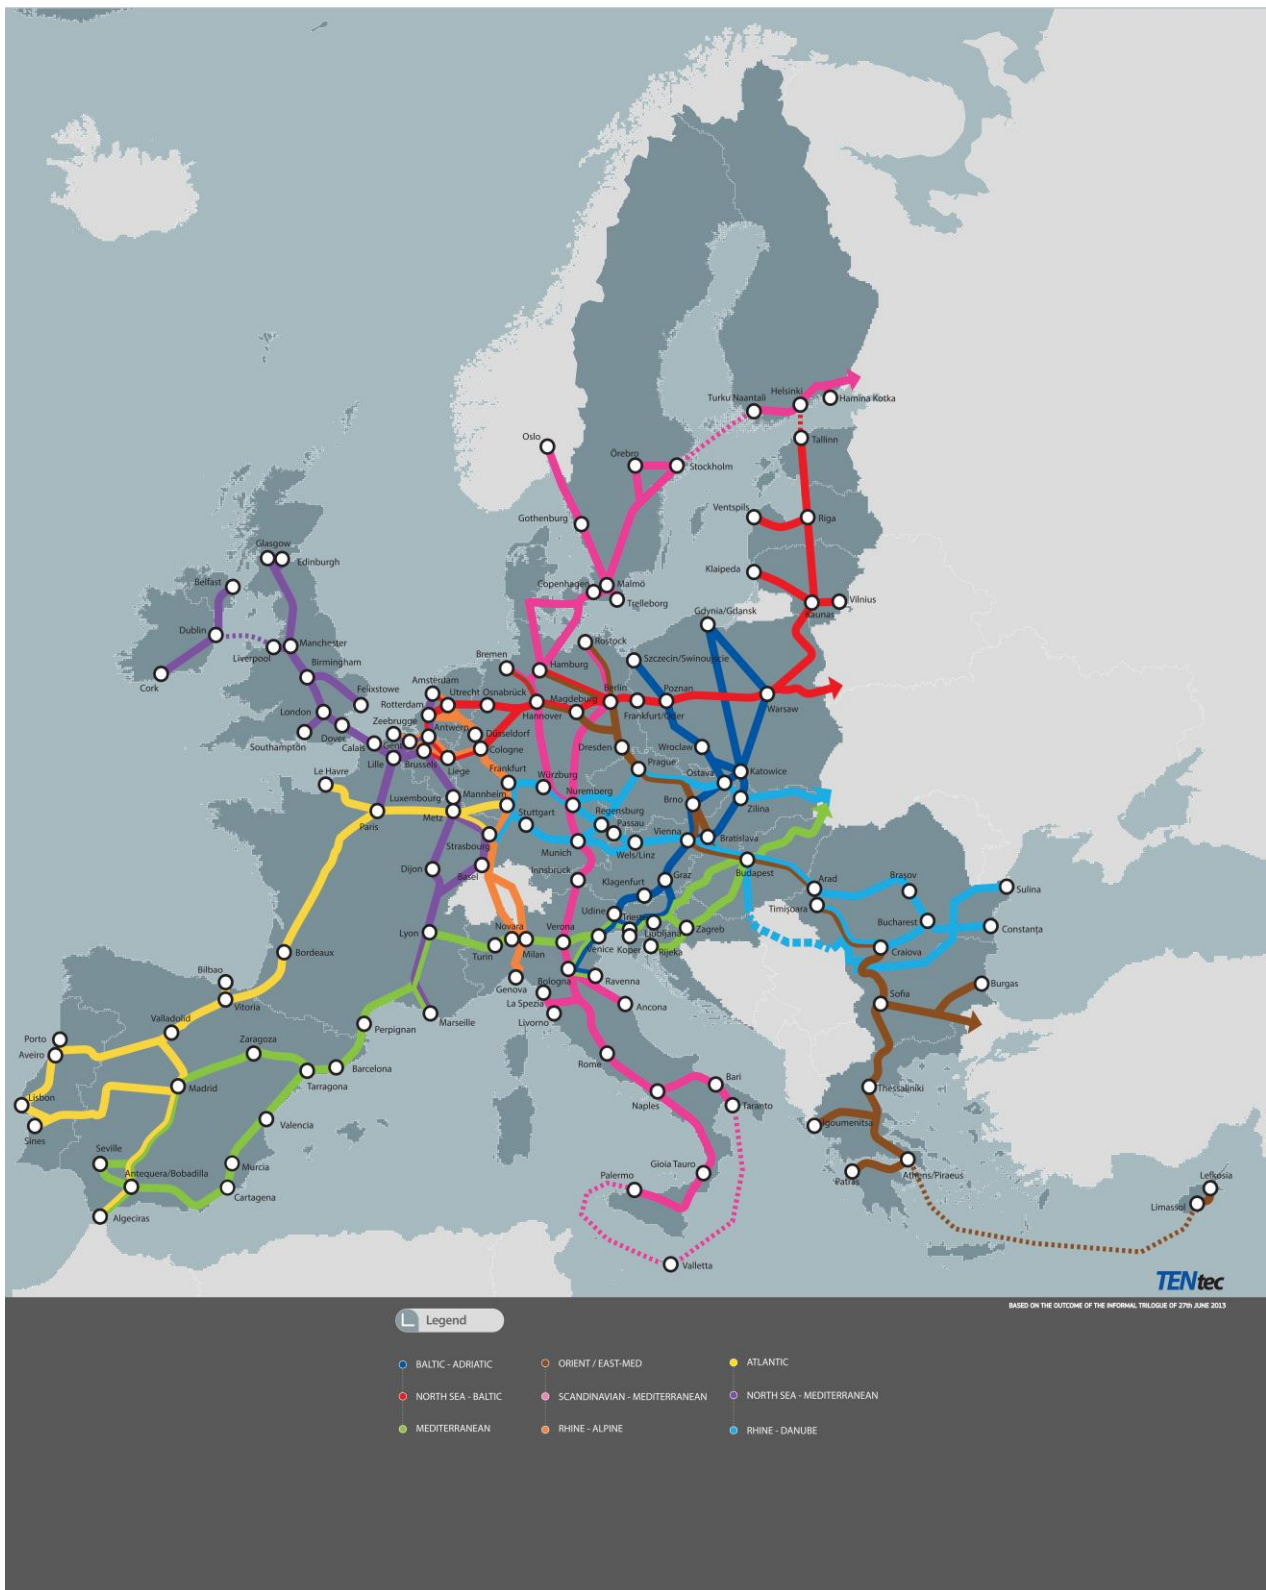 Helsinki
Turku Naantali
Hamina Kotka
Oslo
Tallinn
Örebro
Stockholm
Ventspils
Riga
Gothenburg
Glasgow
Edinburgh
Klaipeda
Belfast
Copenhagen
Malmö
Trelleborg
Vilnius
Kaunas
Gdynia/Gdansk
Dublin
Liverpool
Manchester
Rostock
Birmingham
Bremen
Hamburg
Szczecin/Swinoujscie
Cork
Felixstowe
Amsterdam
Utrecht
Osnabrück
Berlin
Poznan
Rotterdam
Magdeburg
Warsaw
London
Zeebrugge
Hannover
Frankfurt/Oder
Dover
Antwerp
Düsseldorf
Southampton
Calais
Gent
Cologne
Dresden
Wroclaw
Lille
Brussels
Liège
Prague
Le Havre
Frankfurt
Würzburg
Ostava
Katowice
Luxembourg
Mannheim
Nuremberg
Brno
Zilina
Paris
Metz
Stuttgart
Regensburg
Passau
Vienna
Bratislava
Strasbourg
Munich
Wels/Linz
Dijon
Basel
Innsbruck
Graz
Budapest
Klagenfurt
Arad
Braşov
Sulina
Timişoara
Udine
Trieste
Bucharest
Constanţa
Lyon
Novara
Verona
Ljubljana
Zagreb
Turin
Milan
Venice
Koper
Rijeka
Craiova
Bordeaux
Bilbao
Genova
Bologna
Ravenna
Burgas
Vitoria
La Spezia
Ancona
Sofia
Marseille
Livorno
Valladolid
Perpignan
Porto
Zaragoza
Aveiro
Barcelona
Rome
Tarragona
Madrid
Bari
Thessaliniki
Lisbon
Naples
Taranto
Valencia
Igoumenitsa
Sines
Seville
Murcia
Gioia Tauro
Antequera/Bobadilla
Palermo
Patras
Athens/Piraeus
Lefkosia
Cartagena
Limassol
Algeciras
Valletta
TENtec
BASED ON THE OUTCOME OF THE INFORMAL TRILOGUE OF 27th JUNE 2013
Legend
BALTIC - ADRIATIC
ORIENT / EAST-MED
ATLANTIC
NORTH SEA - BALTIC
SCANDINAVIAN - MEDITERRANEAN
NORTH SEA - MEDITERRANEAN
MEDITERRANEAN
RHINE - ALPINE
RHINE - DANUBE